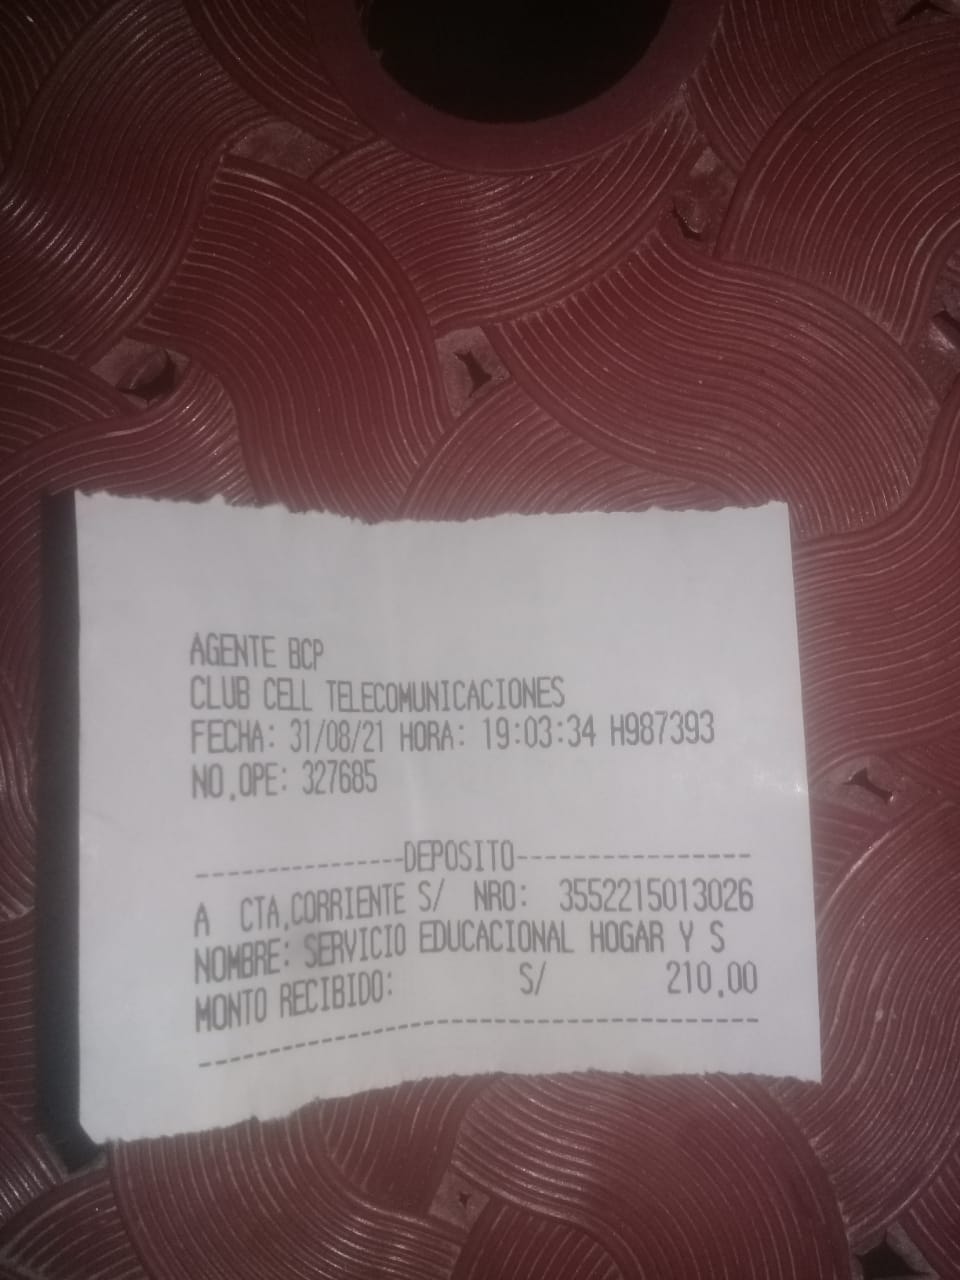 AGENTE BCP
CLUB CELL TELECOMUNICACIONES
FECHA: 31/08/21 HORA: 19:03:34 H987393
NO.OPE: 327685
---------------DEPOSITO-----------------
A CTA.CORRIENTE S/ NRO: 3552215013026
NOMBRE: SERVICIO EDUCACIONAL HOGAR Y S
MONTO RECIBIDO: S/ 210.00
----------------------------------------